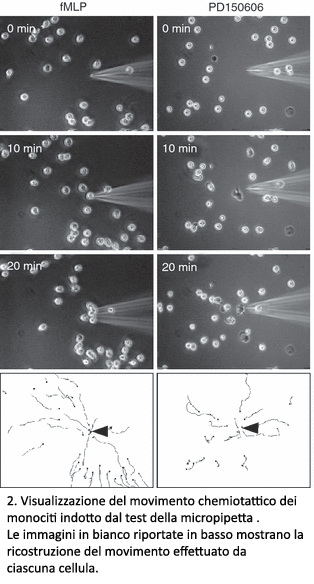 fMLP PD150606
0 min 0 min
10 min 10 min
20 min 20 min
2. Visualizzazione del movimento chemiotattico dei
monociti indotto dal test della micropipetta .
Le immagini in bianco riportate in basso mostrano la
ricostruzione del movimento effettuato da
ciascuna cellula.